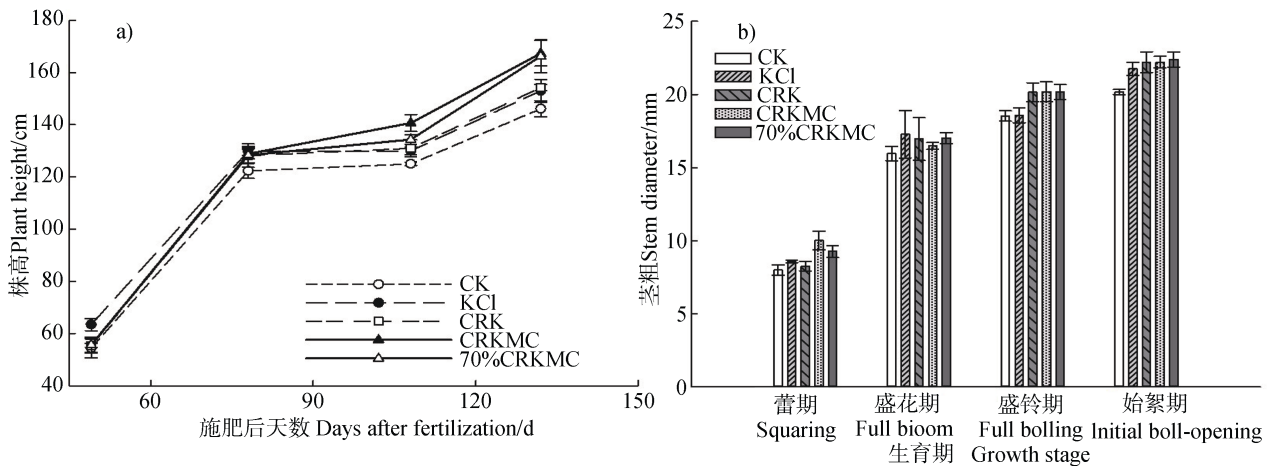 a)
株高Plant height/cm
180
160
140
120
100
80
60
40
CK
KCl
CRK
CRKMC
70%CRKMC
60
90
120
150
施肥后天数 Days after fertilization/d
b)
茎粗Stem diameter/mm
25
20
15
10
5
0
CK
KCl
CRK
CRKMC
70%CRKMC
蕾期
Squaring
盛花期
Full bioom
盛铃期
Full bolling
始絮期
Initial boll-opening
生育期 Growth stage